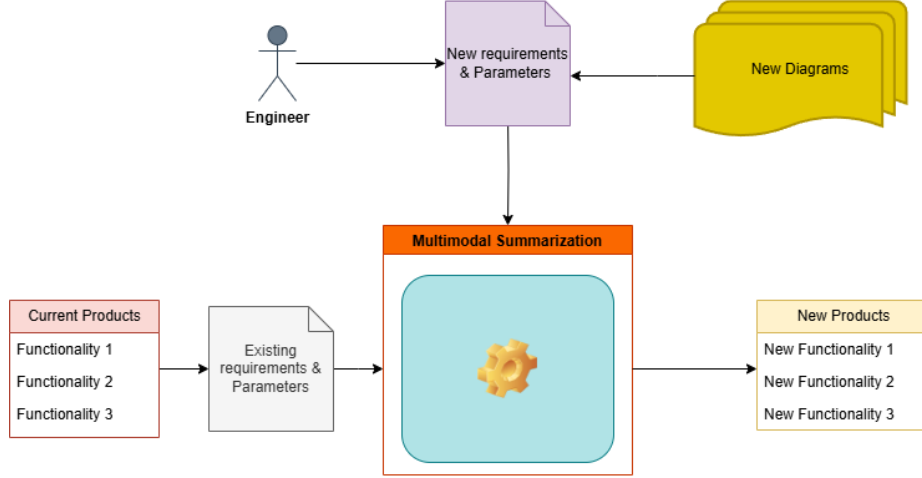 New requirements
& Parameters
New Diagrams
Engineer
Multimodal Summarization
Current Products
Functionality 1
Functionality 2
Functionality 3
Existing
requirements &
Parameters
New Products
New Functionality 1
New Functionality 2
New Functionality 3